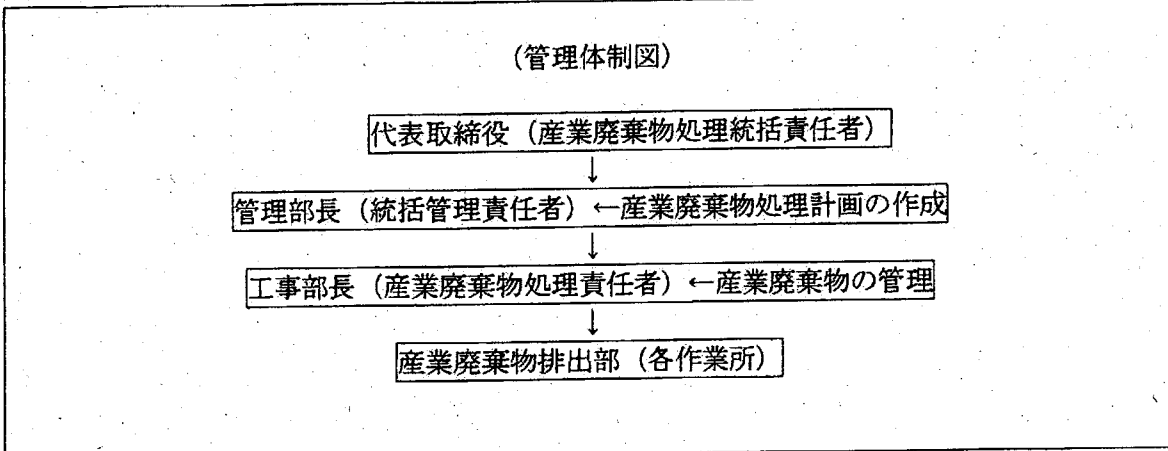 (管理体制図)
代表取締役（産業廃棄物処理統括責任者）
↓
管理部長（統括管理責任者）←産業廃棄物処理計画の作成
↓
工事部長（産業廃棄物処理責任者）←産業廃棄物の管理
↓
産業廃棄物排出部（各作業所）